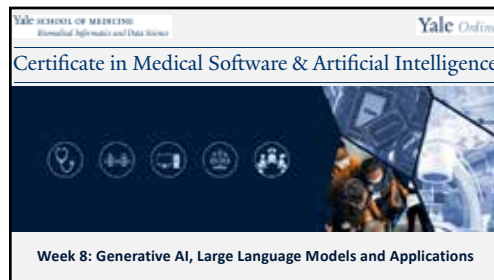 Yale SCHOOL OF MEDICINE
Biomedical Informatics and Data Science
Yale Online
Certificate in Medical Software & Artificial Intelligence
Week 8: Generative AI, Large Language Models and Applications